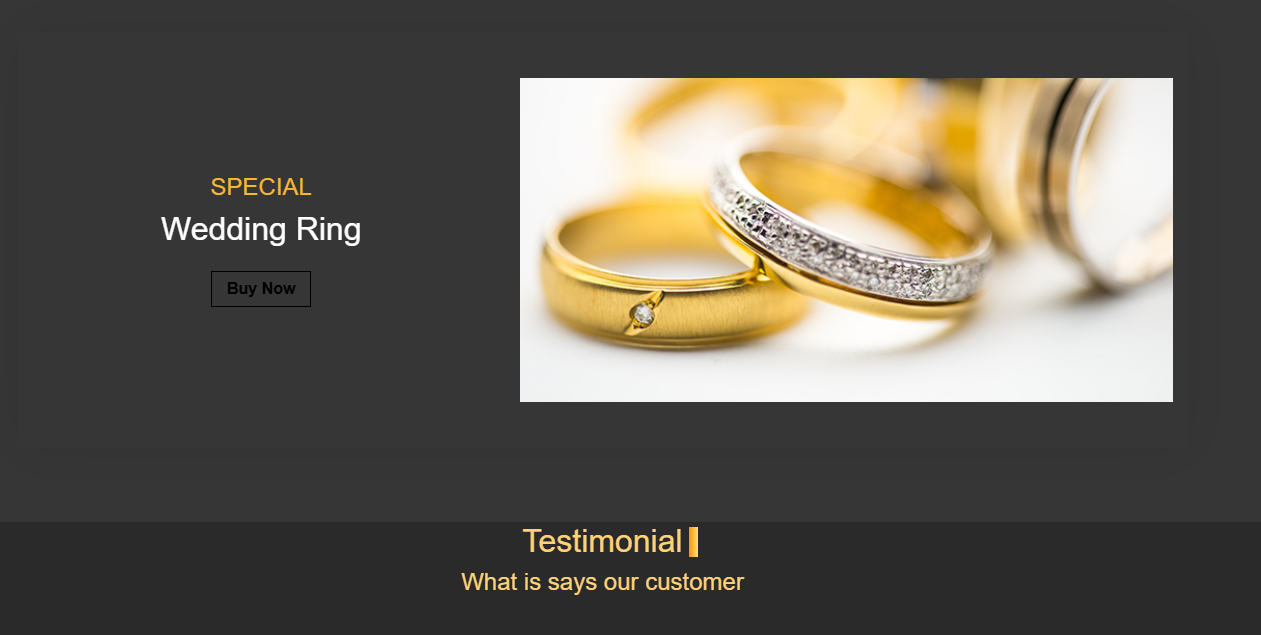 SPECIAL
Wedding Ring
Buy Now
Testimonial
What is says our customer